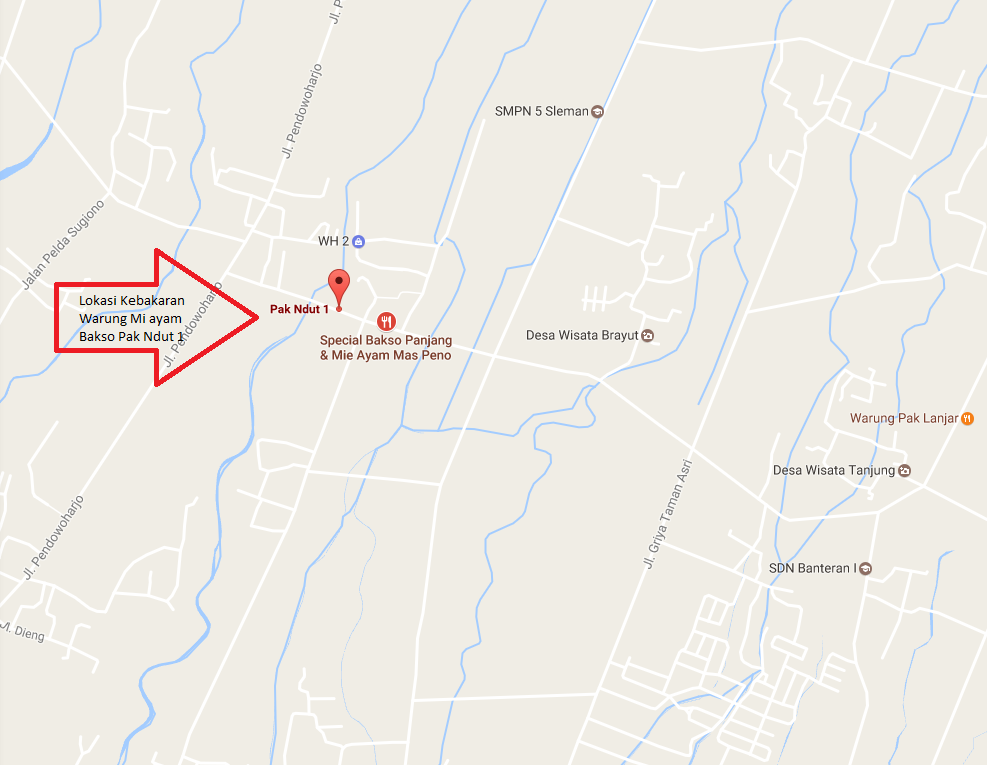 Jl. Pe
Jl. Pendowoharjo
SMPN 5 Sleman
Jalan Pelda Sugiono
WH 2
Lokasi Kebakaran
Warung Mi ayam
Bakso Pak Ndut 1
Jl. Pendowoharjo
Pak Ndut 1
Special Bakso Panjang
& Mie Ayam Mas Peno
Desa Wisata Brayut
Warung Pak Lanjar
Desa Wisata Tanjung
Jl. Griya Taman Asri
Jl. Pendowoharjo
SDN Banteran I
Jl. Dieng